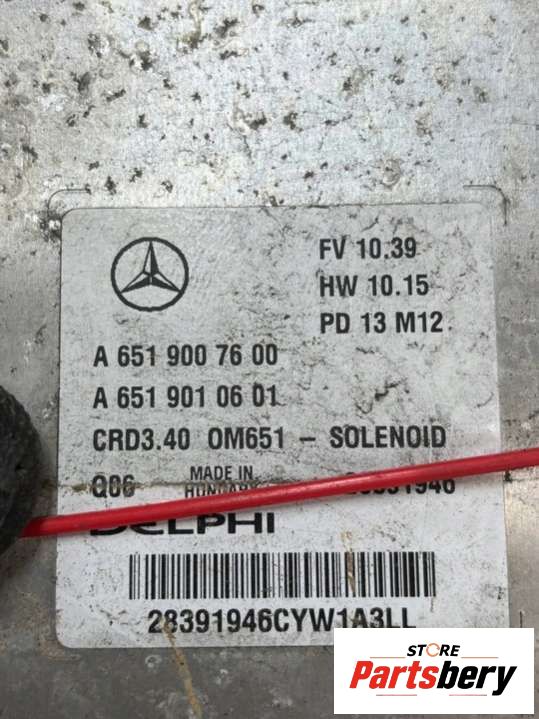 FV 10.39
HW 10.15
PD 13 M12
A 651 900 76 00
A 651 901 06 01
CRD3.40 OM651 - SOLENOID
Q06 MADE IN
DELPHI
28391946CYW1A3LL
STORE
Partsbery